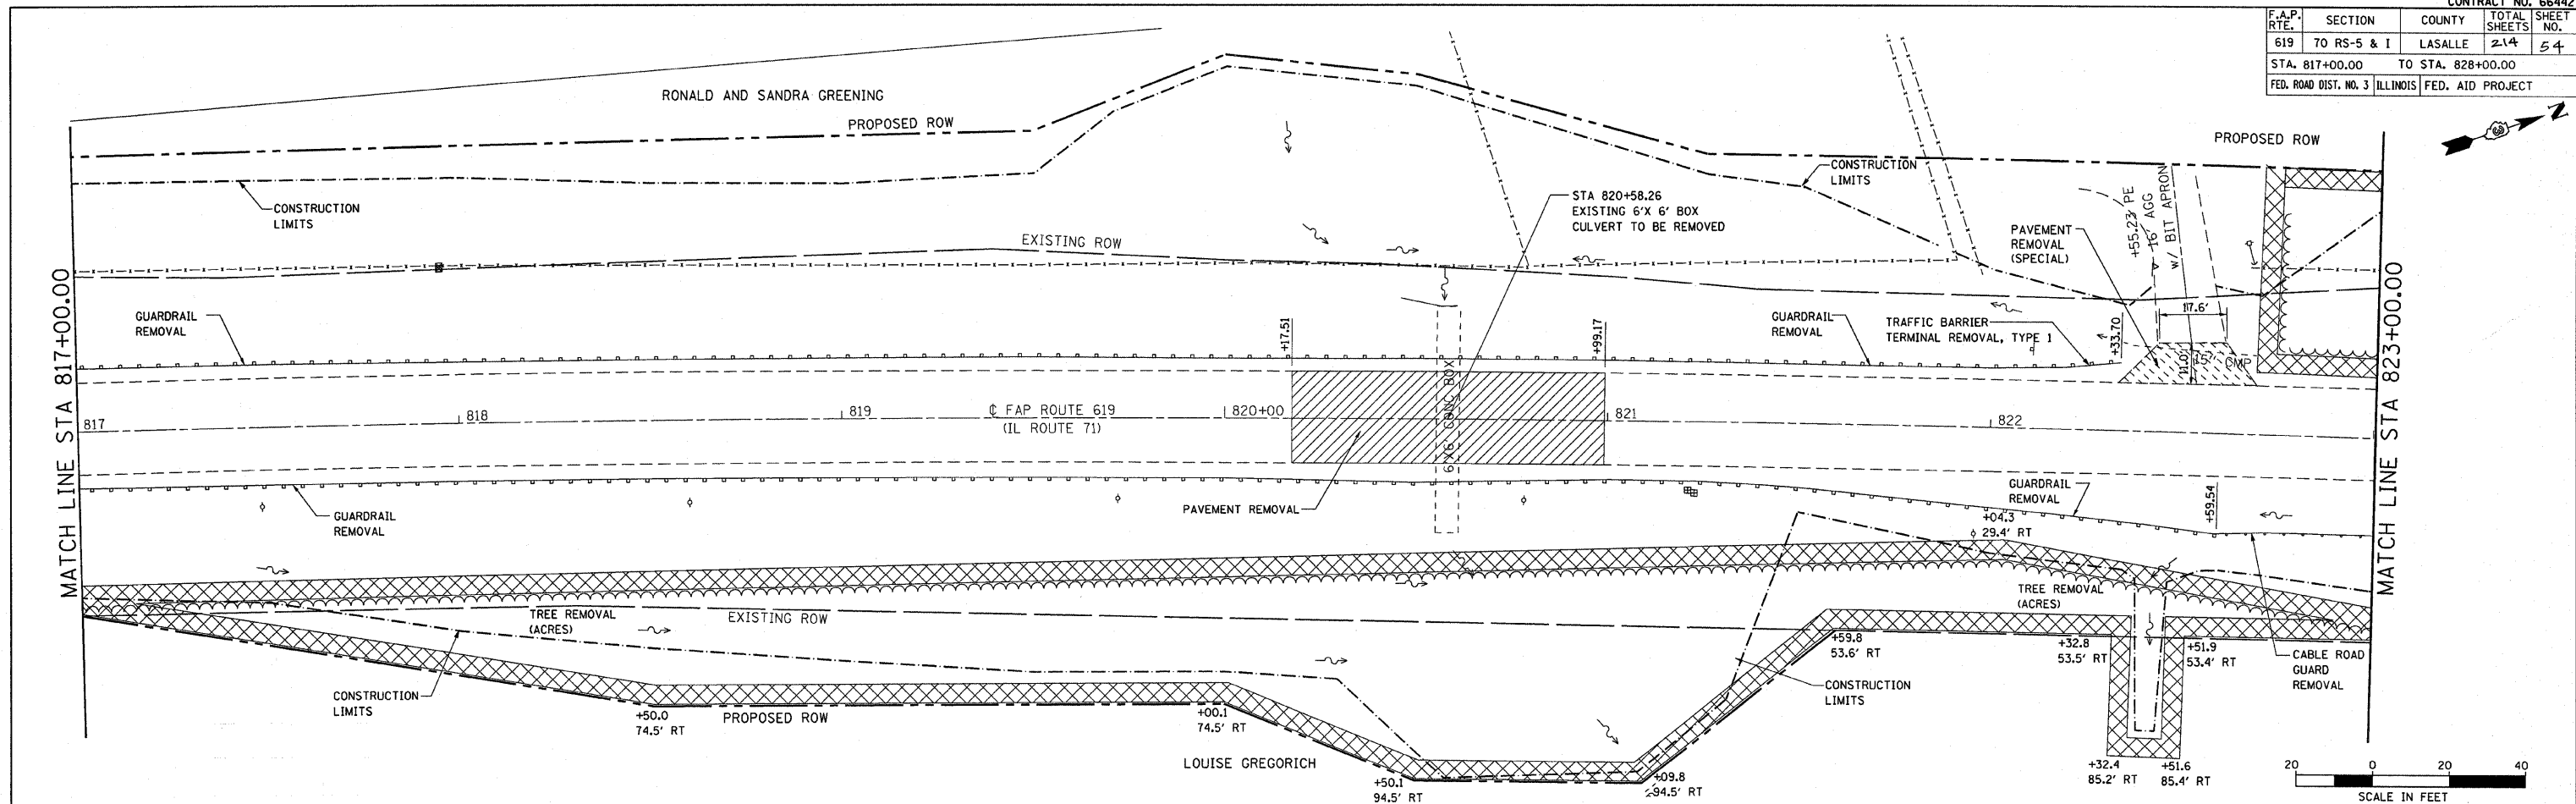 CONTRACT NO. 66442
F.A.P. RTE. SECTION COUNTY TOTAL SHEETS SHEET NO.
619 70 RS-5 & I LASALLE 214 54
STA. 817+00.00 TO STA. 828+00.00
FED. ROAD DIST. NO. 3 ILLINOIS FED. AID PROJECT
RONALD AND SANDRA GREENING
PROPOSED ROW
PROPOSED ROW
CONSTRUCTION
LIMITS
CONSTRUCTION
LIMITS
STA 820+58.26
EXISTING 6'X 6' BOX
CULVERT TO BE REMOVED
EXISTING ROW
PAVEMENT
REMOVAL
(SPECIAL)
+55.23 PE
16' AGG
W/ BIT APRON
17.6'
11.0'
15" CMP
GUARDRAIL
REMOVAL
+17.51
+99.17
GUARDRAIL
REMOVAL
TRAFFIC BARRIER
TERMINAL REMOVAL, TYPE 1
+33.70
MATCH LINE STA 817+00.00
MATCH LINE STA 823+00.00
817
818
819
℄ FAP ROUTE 619
(IL ROUTE 71)
820+00
6'X6' CONC BOX
821
822
GUARDRAIL
REMOVAL
PAVEMENT REMOVAL
GUARDRAIL
REMOVAL
+59.54
+04.3
29.4' RT
TREE REMOVAL
(ACRES)
EXISTING ROW
TREE REMOVAL
(ACRES)
CONSTRUCTION
LIMITS
+50.0
74.5' RT
PROPOSED ROW
+00.1
74.5' RT
LOUISE GREGORICH
+50.1
94.5' RT
+09.8
94.5' RT
CONSTRUCTION
LIMITS
+59.8
53.6' RT
+32.8
53.5' RT
+51.9
53.4' RT
CABLE ROAD
GUARD
REMOVAL
+32.4
85.2' RT
+51.6
85.4' RT
20 0 20 40
SCALE IN FEET